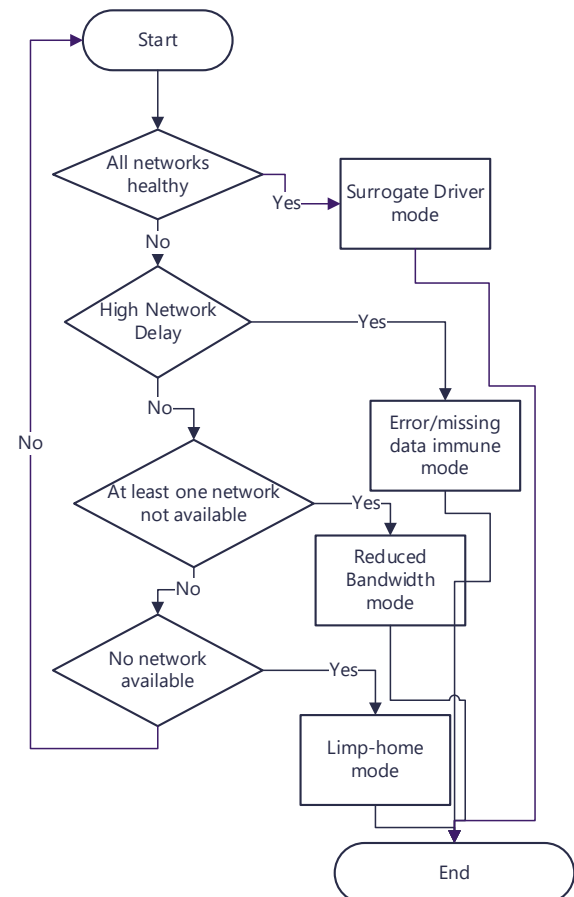 Start
All networks
healthy
Yes
Surrogate Driver
mode
No
High Network
Delay
Yes
No
Error/missing
data immune
mode
No
At least one network
not available
Yes
Reduced
Bandwidth
mode
No
No network
available
Yes
Limp-home
mode
End